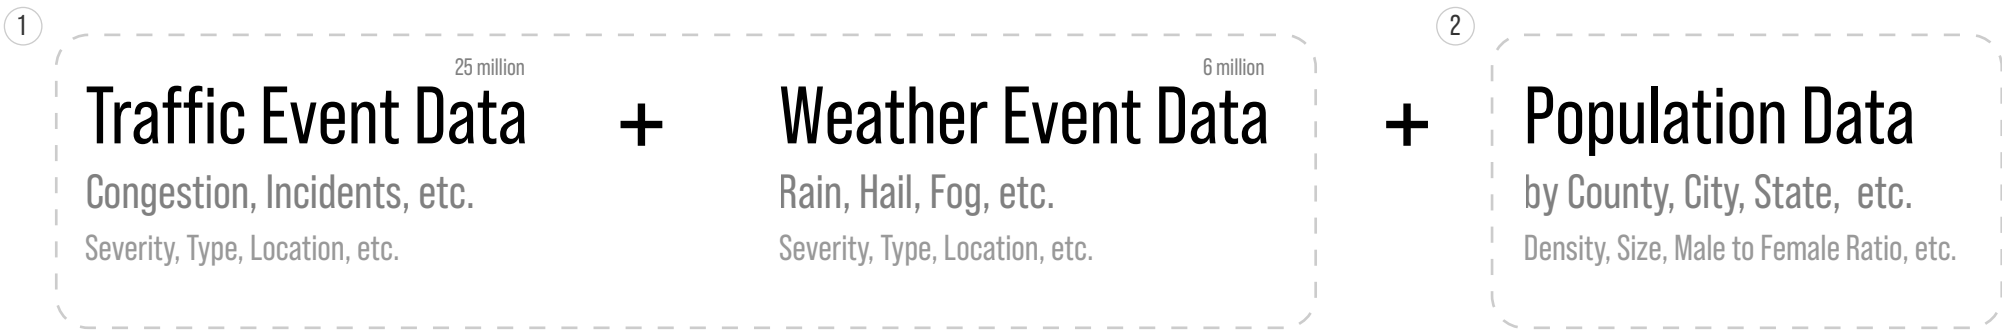 1
25 million
Traffic Event Data
Congestion, Incidents, etc.
Severity, Type, Location, etc.
+
6 million
Weather Event Data
Rain, Hail, Fog, etc.
Severity, Type, Location, etc.
+
2
Population Data
by County, City, State, etc.
Density, Size, Male to Female Ratio, etc.